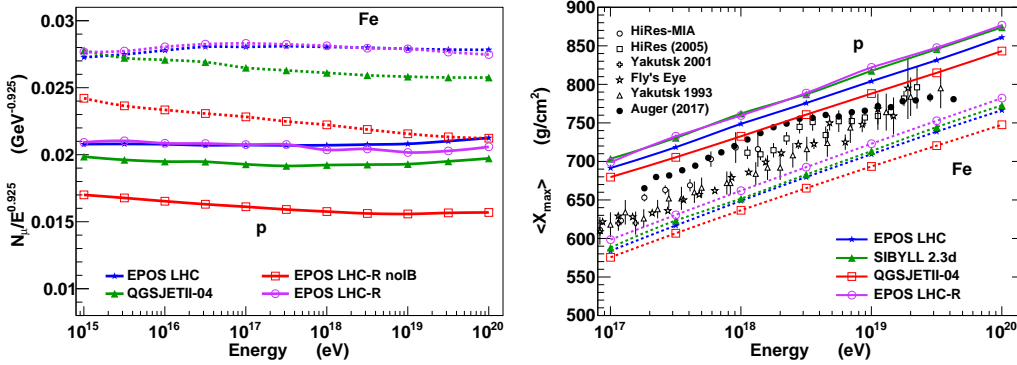 N_μ/E^0.925 (GeV^-0.925)
0.03
0.025
0.02
0.015
0.01
Fe
p
EPOS LHC
QGSJETII-04
EPOS LHC-R noIB
EPOS LHC-R
10^15 10^16 10^17 10^18 10^19 10^20
Energy (eV)
<X_max> (g/cm^2)
900
850
800
750
700
650
600
550
500
HiRes-MIA
HiRes (2005)
Yakutsk 2001
Fly's Eye
Yakutsk 1993
Auger (2017)
p
Fe
EPOS LHC
SIBYLL 2.3d
QGSJETII-04
EPOS LHC-R
10^17 10^18 10^19 10^20
Energy (eV)